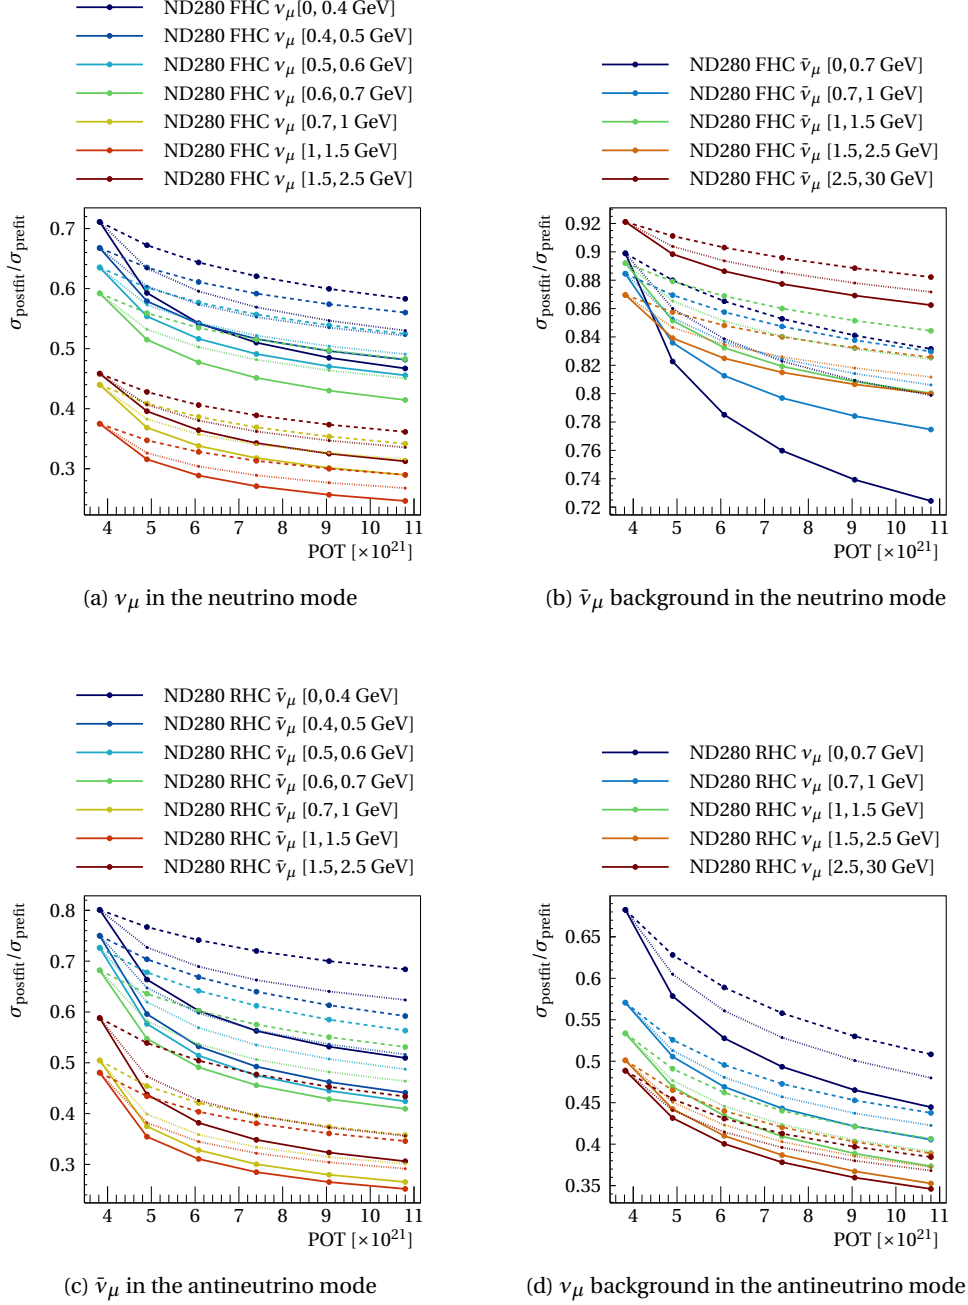 ND280 FHC νμ[0, 0.4 GeV]
ND280 FHC νμ [0.4, 0.5 GeV]
ND280 FHC νμ [0.5, 0.6 GeV]
ND280 FHC νμ [0.6, 0.7 GeV]
ND280 FHC νμ [0.7, 1 GeV]
ND280 FHC νμ [1, 1.5 GeV]
ND280 FHC νμ [1.5, 2.5 GeV]
σpostfit/σprefit
0.7
0.6
0.5
0.4
0.3
4 5 6 7 8 9 10 11
POT [×10²¹]
(a) νμ in the neutrino mode
ND280 FHC ν̄μ [0, 0.7 GeV]
ND280 FHC ν̄μ [0.7, 1 GeV]
ND280 FHC ν̄μ [1, 1.5 GeV]
ND280 FHC ν̄μ [1.5, 2.5 GeV]
ND280 FHC ν̄μ [2.5, 30 GeV]
σpostfit/σprefit
0.92
0.9
0.88
0.86
0.84
0.82
0.8
0.78
0.76
0.74
0.72
4 5 6 7 8 9 10 11
POT [×10²¹]
(b) ν̄μ background in the neutrino mode
ND280 RHC ν̄μ [0, 0.4 GeV]
ND280 RHC ν̄μ [0.4, 0.5 GeV]
ND280 RHC ν̄μ [0.5, 0.6 GeV]
ND280 RHC ν̄μ [0.6, 0.7 GeV]
ND280 RHC ν̄μ [0.7, 1 GeV]
ND280 RHC ν̄μ [1, 1.5 GeV]
ND280 RHC ν̄μ [1.5, 2.5 GeV]
σpostfit/σprefit
0.8
0.7
0.6
0.5
0.4
0.3
4 5 6 7 8 9 10 11
POT [×10²¹]
(c) ν̄μ in the antineutrino mode
ND280 RHC νμ [0, 0.7 GeV]
ND280 RHC νμ [0.7, 1 GeV]
ND280 RHC νμ [1, 1.5 GeV]
ND280 RHC νμ [1.5, 2.5 GeV]
ND280 RHC νμ [2.5, 30 GeV]
σpostfit/σprefit
0.65
0.6
0.55
0.5
0.45
0.4
0.35
4 5 6 7 8 9 10 11
POT [×10²¹]
(d) νμ background in the antineutrino mode